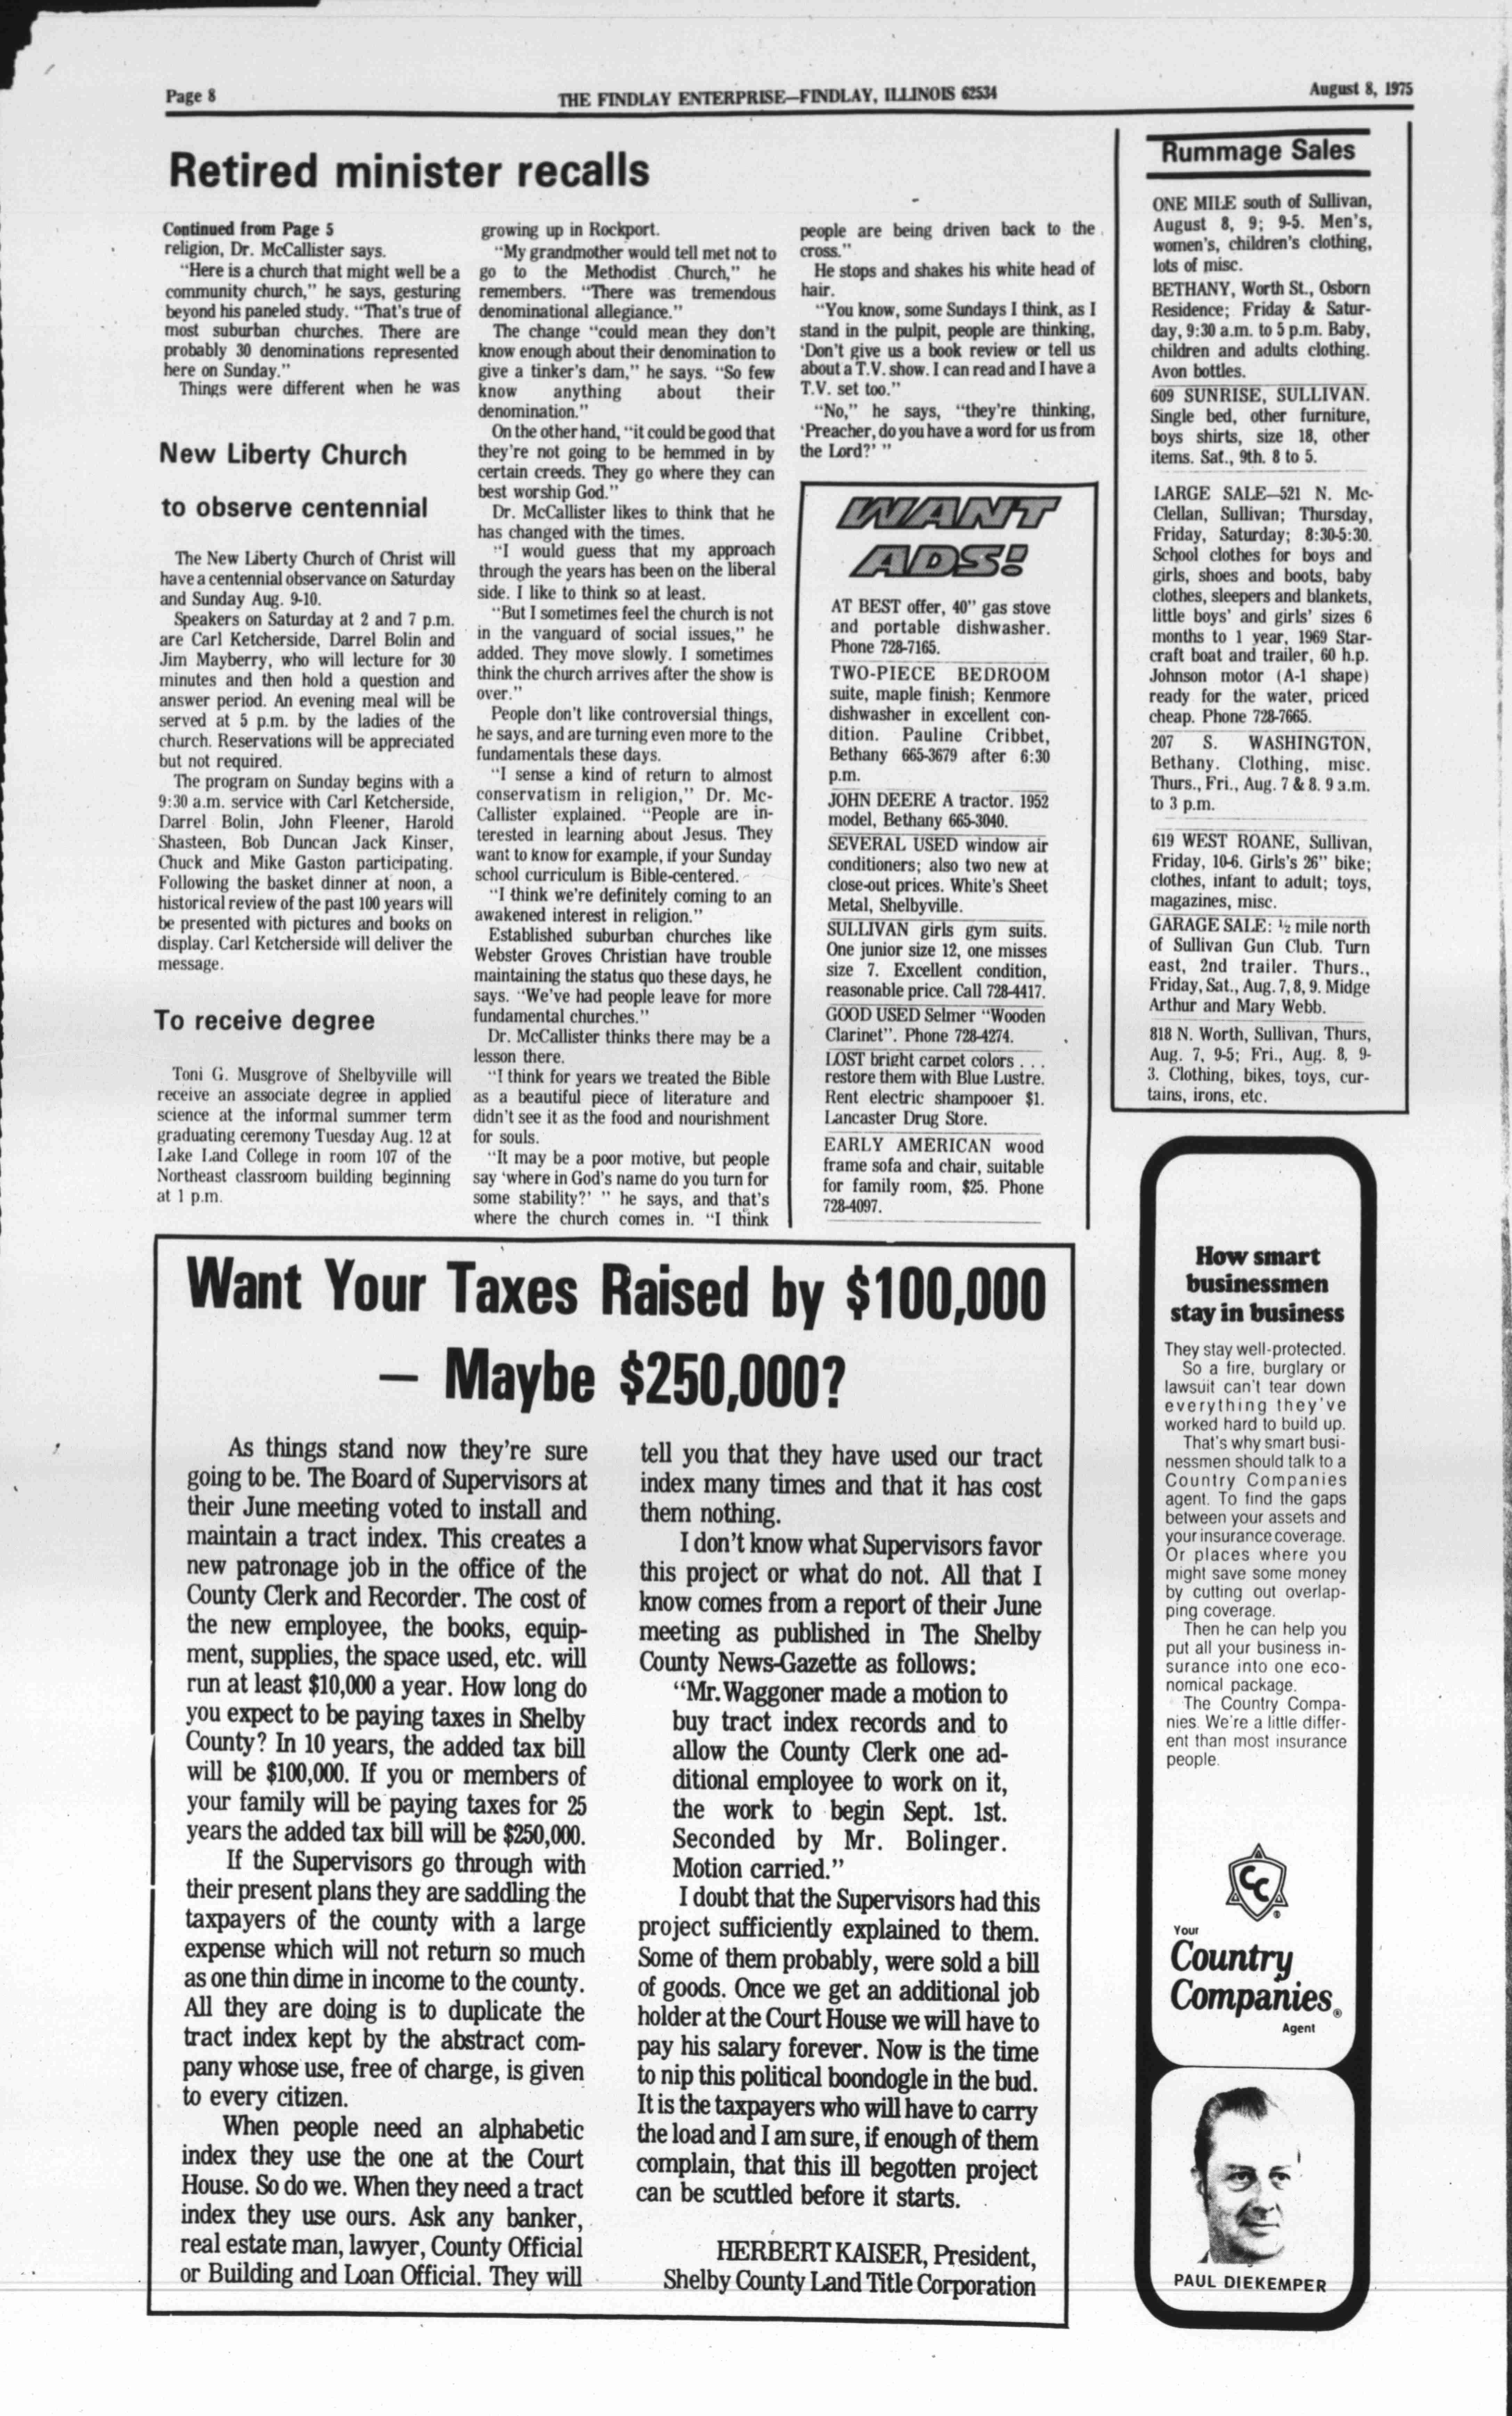 Page 8
THE FINDLAY ENTERPRISE—FINDLAY, ILLINOIS 62534
August 8, 1975
Retired minister recalls
Continued from Page 5
religion, Dr. McCallister says.
"Here is a church that might well be a
community church," he says, gesturing
beyond his paneled study. "That's true of
most suburban churches. There are
probably 30 denominations represented
here on Sunday."
Things were different when he was
growing up in Rockport.
"My grandmother would tell met not to
go to the Methodist Church," he
remembers. "There was tremendous
denominational allegiance."
The change "could mean they don't
know enough about their denomination to
give a tinker's dam," he says. "So few
know anything about their
denomination."
On the other hand, "it could be good that
they're not going to be hemmed in by
certain creeds. They go where they can
best worship God."
Dr. McCallister likes to think that he
has changed with the times.
"I would guess that my approach
through the years has been on the liberal
side. I like to think so at least.
"But I sometimes feel the church is not
in the vanguard of social issues," he
added. They move slowly. I sometimes
think the church arrives after the show is
over."
People don't like controversial things,
he says, and are turning even more to the
fundamentals these days.
"I sense a kind of return to almost
conservatism in religion," Dr. Mc-
Callister explained. "People are in-
terested in learning about Jesus. They
want to know for example, if your Sunday
school curriculum is Bible-centered.
"I think we're definitely coming to an
awakened interest in religion."
Established suburban churches like
Webster Groves Christian have trouble
maintaining the status quo these days, he
says. "We've had people leave for more
fundamental churches."
Dr. McCallister thinks there may be a
lesson there.
"I think for years we treated the Bible
as a beautiful piece of literature and
didn't see it as the food and nourishment
for souls.
"It may be a poor motive, but people
say 'where in God's name do you turn for
some stability?' " he says, and that's
where the church comes in. "I think
people are being driven back to the
cross."
He stops and shakes his white head of
hair.
"You know, some Sundays I think, as I
stand in the pulpit, people are thinking,
'Don't give us a book review or tell us
about a T.V. show. I can read and I have a
T.V. set too."
"No," he says, "they're thinking,
'Preacher, do you have a word for us from
the Lord?' "
New Liberty Church
to observe centennial
The New Liberty Church of Christ will
have a centennial observance on Saturday
and Sunday Aug. 9-10.
Speakers on Saturday at 2 and 7 p.m.
are Carl Ketcherside, Darrel Bolin and
Jim Mayberry, who will lecture for 30
minutes and then hold a question and
answer period. An evening meal will be
served at 5 p.m. by the ladies of the
church. Reservations will be appreciated
but not required.
The program on Sunday begins with a
9:30 a.m. service with Carl Ketcherside,
Darrel Bolin, John Fleener, Harold
Shasteen, Bob Duncan Jack Kinser,
Chuck and Mike Gaston participating.
Following the basket dinner at noon, a
historical review of the past 100 years will
be presented with pictures and books on
display. Carl Ketcherside will deliver the
message.
To receive degree
Toni G. Musgrove of Shelbyville will
receive an associate degree in applied
science at the informal summer term
graduating ceremony Tuesday Aug. 12 at
Lake Land College in room 107 of the
Northeast classroom building beginning
at 1 p.m.
WANT
ADS!
AT BEST offer, 40" gas stove
and portable dishwasher.
Phone 728-7165.
TWO-PIECE BEDROOM
suite, maple finish; Kenmore
dishwasher in excellent con-
dition. Pauline Cribbet,
Bethany 665-3679 after 6:30
p.m.
JOHN DEERE A tractor. 1952
model, Bethany 665-3040.
SEVERAL USED window air
conditioners; also two new at
close-out prices. White's Sheet
Metal, Shelbyville.
SULLIVAN girls gym suits.
One junior size 12, one misses
size 7. Excellent condition,
reasonable price. Call 728-4417.
GOOD USED Selmer "Wooden
Clarinet". Phone 728-4274.
LOST bright carpet colors . . .
restore them with Blue Lustre.
Rent electric shampooer $1.
Lancaster Drug Store.
EARLY AMERICAN wood
frame sofa and chair, suitable
for family room, $25. Phone
728-4097.
Rummage Sales
ONE MILE south of Sullivan,
August 8, 9; 9-5. Men's,
women's, children's clothing,
lots of misc.
BETHANY, Worth St., Osborn
Residence; Friday & Satur-
day, 9:30 a.m. to 5 p.m. Baby,
children and adults clothing.
Avon bottles.
609 SUNRISE, SULLIVAN.
Single bed, other furniture,
boys shirts, size 18, other
items. Sat., 9th. 8 to 5.
LARGE SALE—521 N. Mc-
Clellan, Sullivan; Thursday,
Friday, Saturday; 8:30-5:30.
School clothes for boys and
girls, shoes and boots, baby
clothes, sleepers and blankets,
little boys' and girls' sizes 6
months to 1 year, 1969 Star-
craft boat and trailer, 60 h.p.
Johnson motor (A-1 shape)
ready for the water, priced
cheap. Phone 728-7665.
207 S. WASHINGTON,
Bethany. Clothing, misc.
Thurs., Fri., Aug. 7 & 8. 9 a.m.
to 3 p.m.
619 WEST ROANE, Sullivan,
Friday, 10-6. Girls's 26" bike;
clothes, infant to adult; toys,
magazines, misc.
GARAGE SALE: ½ mile north
of Sullivan Gun Club. Turn
east, 2nd trailer. Thurs.,
Friday, Sat., Aug. 7, 8, 9. Midge
Arthur and Mary Webb.
818 N. Worth, Sullivan, Thurs,
Aug. 7, 9-5; Fri., Aug. 8, 9-
3. Clothing, bikes, toys, cur-
tains, irons, etc.
Want Your Taxes Raised by $100,000
— Maybe $250,000?
As things stand now they're sure
going to be. The Board of Supervisors at
their June meeting voted to install and
maintain a tract index. This creates a
new patronage job in the office of the
County Clerk and Recorder. The cost of
the new employee, the books, equip-
ment, supplies, the space used, etc. will
run at least $10,000 a year. How long do
you expect to be paying taxes in Shelby
County? In 10 years, the added tax bill
will be $100,000. If you or members of
your family will be paying taxes for 25
years the added tax bill will be $250,000.
If the Supervisors go through with
their present plans they are saddling the
taxpayers of the county with a large
expense which will not return so much
as one thin dime in income to the county.
All they are doing is to duplicate the
tract index kept by the abstract com-
pany whose use, free of charge, is given
to every citizen.
When people need an alphabetic
index they use the one at the Court
House. So do we. When they need a tract
index they use ours. Ask any banker,
real estate man, lawyer, County Official
or Building and Loan Official. They will
tell you that they have used our tract
index many times and that it has cost
them nothing.
I don't know what Supervisors favor
this project or what do not. All that I
know comes from a report of their June
meeting as published in The Shelby
County News-Gazette as follows:
"Mr. Waggoner made a motion to
buy tract index records and to
allow the County Clerk one ad-
ditional employee to work on it,
the work to begin Sept. 1st.
Seconded by Mr. Bolinger.
Motion carried."
I doubt that the Supervisors had this
project sufficiently explained to them.
Some of them probably, were sold a bill
of goods. Once we get an additional job
holder at the Court House we will have to
pay his salary forever. Now is the time
to nip this political boondogle in the bud.
It is the taxpayers who will have to carry
the load and I am sure, if enough of them
complain, that this ill begotten project
can be scuttled before it starts.
HERBERT KAISER, President,
Shelby County Land Title Corporation
How smart
businessmen
stay in business
They stay well-protected.
So a fire, burglary or
lawsuit can't tear down
everything they've
worked hard to build up.
That's why smart busi-
nessmen should talk to a
Country Companies
agent. To find the gaps
between your assets and
your insurance coverage.
Or places where you
might save some money
by cutting out overlap-
ping coverage.
Then he can help you
put all your business in-
surance into one eco-
nomical package.
The Country Compa-
nies. We're a little differ-
ent than most insurance
people.
CC
®
Your
Country
Companies®
Agent
PAUL DIEKEMPER